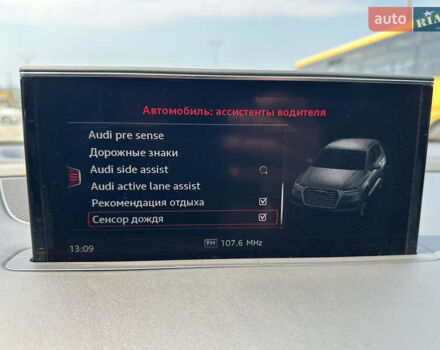 auto RIA
Автомобиль: ассистенты водителя
Audi pre sense
Дорожные знаки
Audi side assist
Audi active lane assist
Рекомендация отдыха
Сенсор дождя
13:09
FM 107.6 MHz